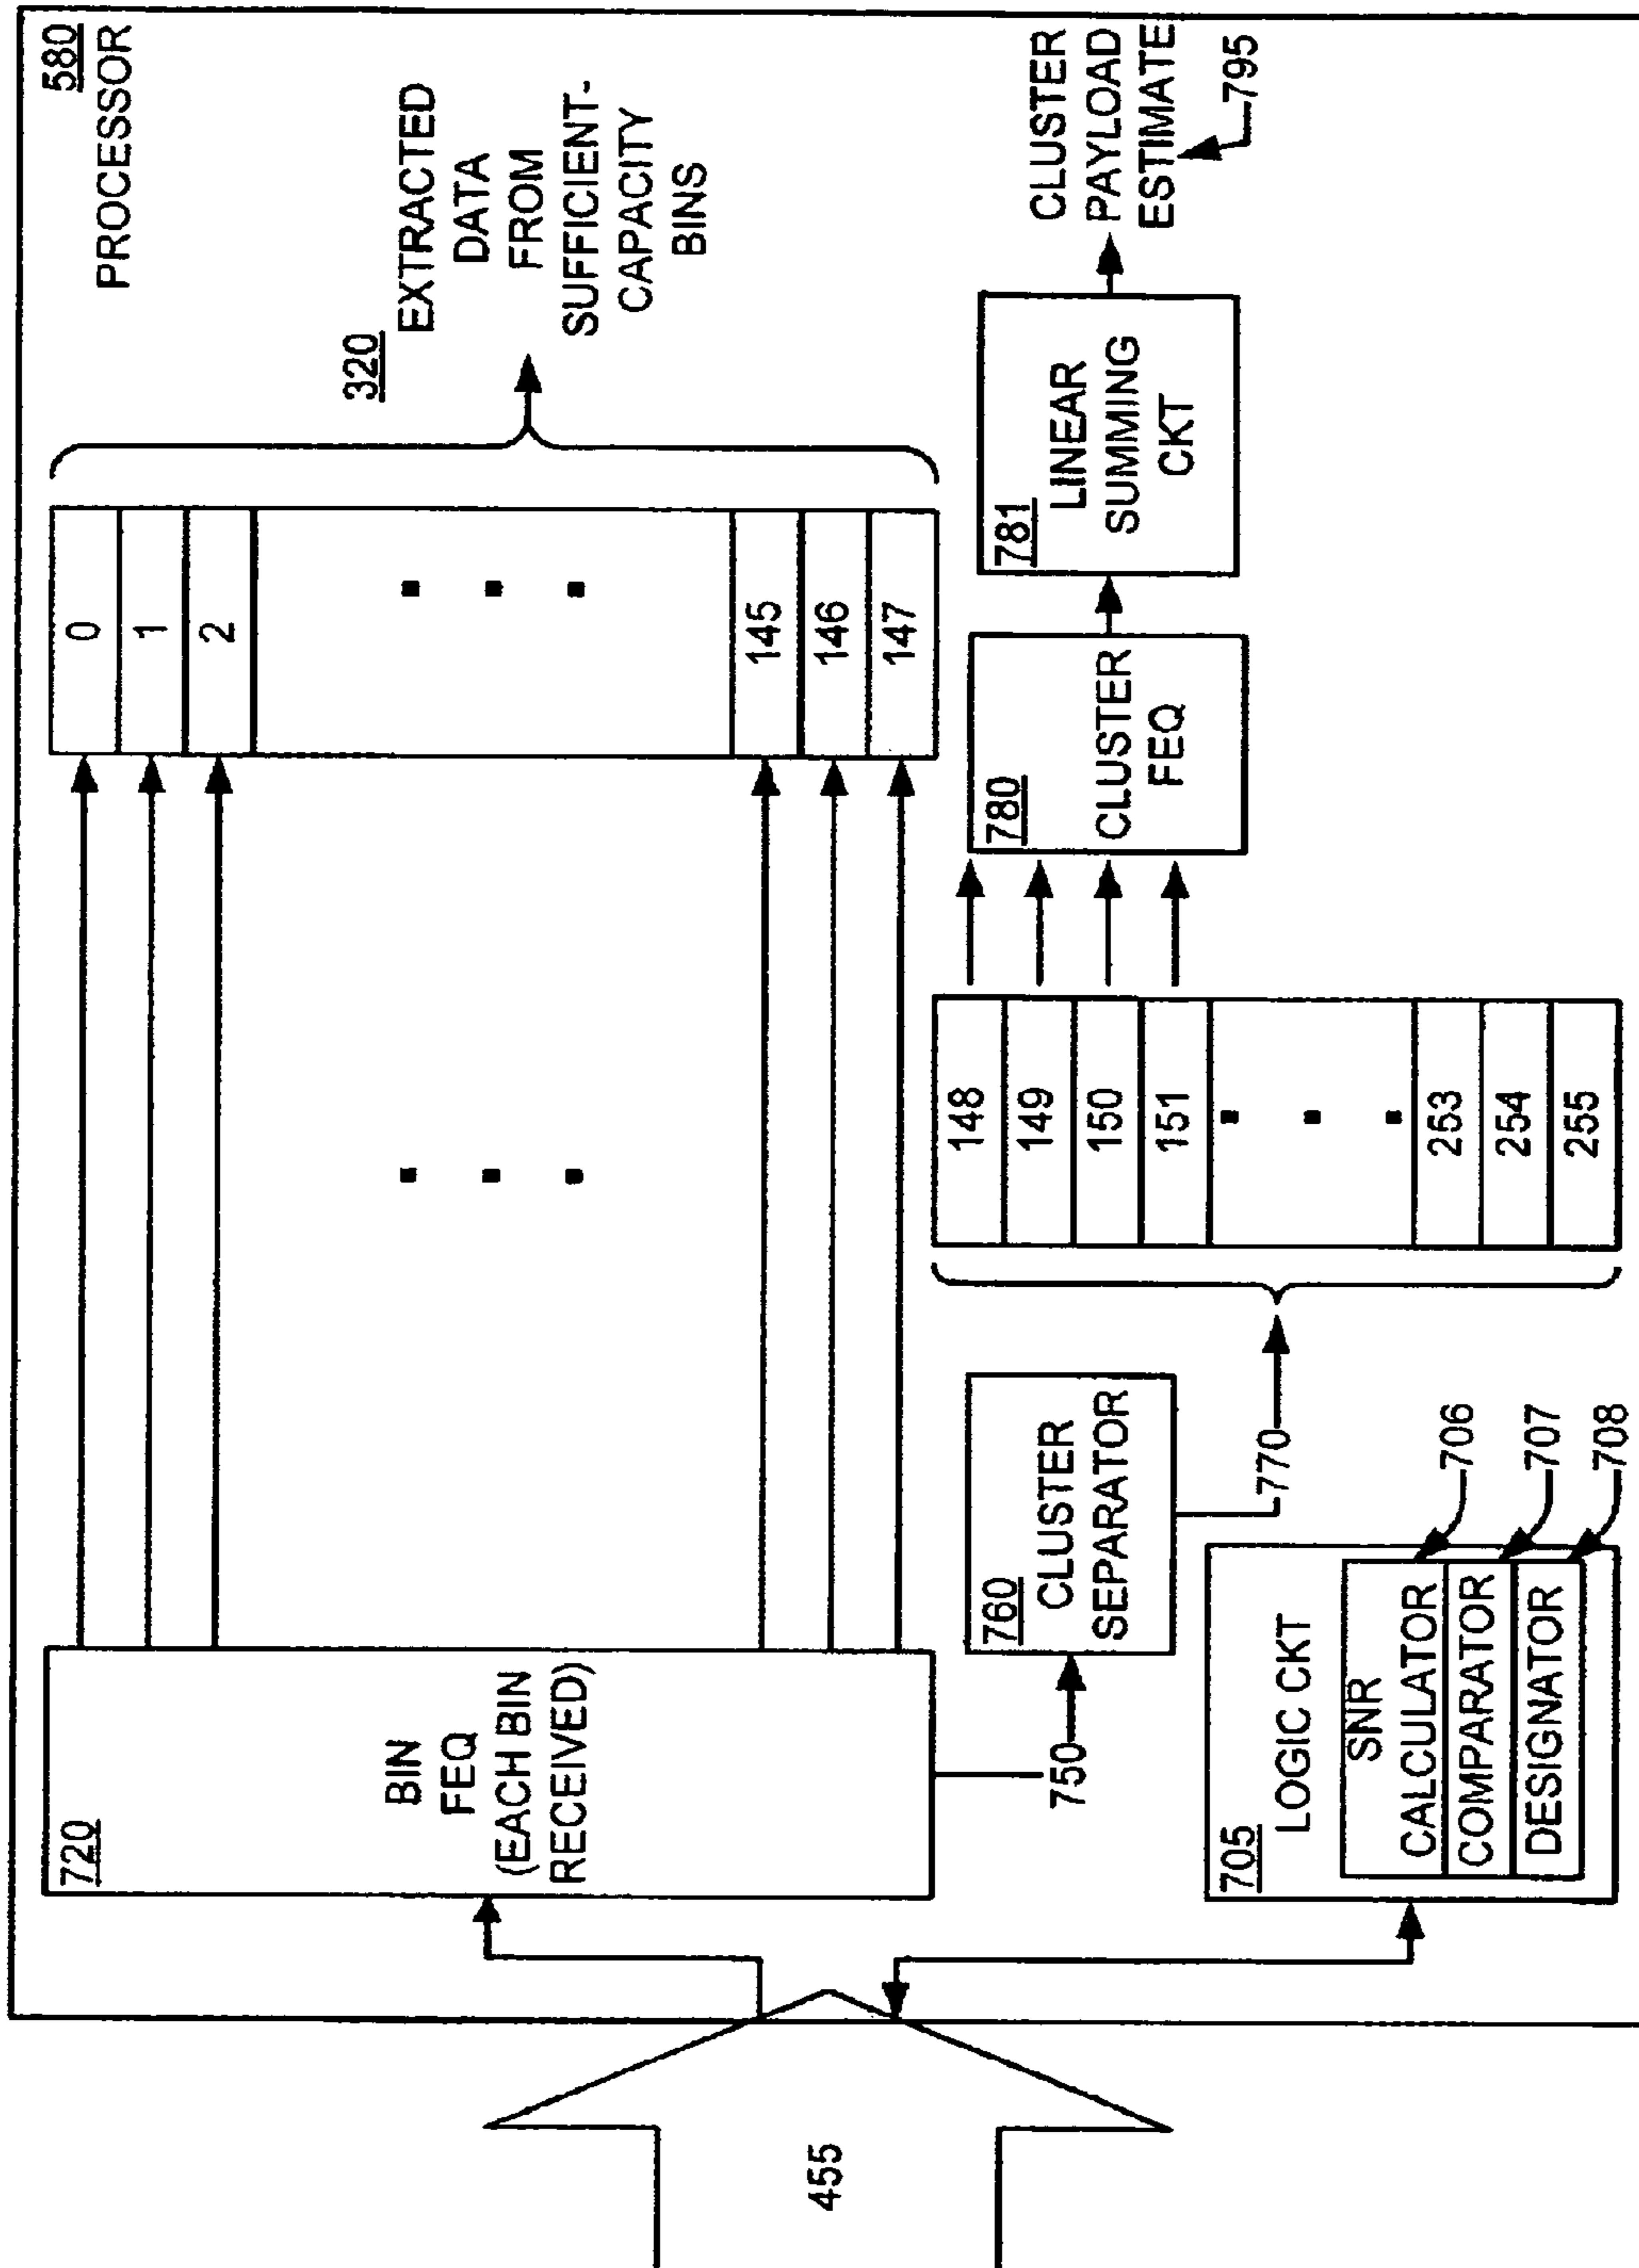 580
PROCESSOR
720
BIN
FEQ
(EACH BIN
RECEIVED)
0
1
2
145
146
147
320
EXTRACTED
DATA
FROM
SUFFICIENT-
CAPACITY
BINS
455
750
760
CLUSTER
SEPARATOR
770
148
149
150
151
253
254
255
780
CLUSTER
FEQ
781
LINEAR
SUMMING
CKT
CLUSTER
PAYLOAD
ESTIMATE
795
705
LOGIC CKT
SNR
CALCULATOR
COMPARATOR
DESIGNATOR
706
707
708